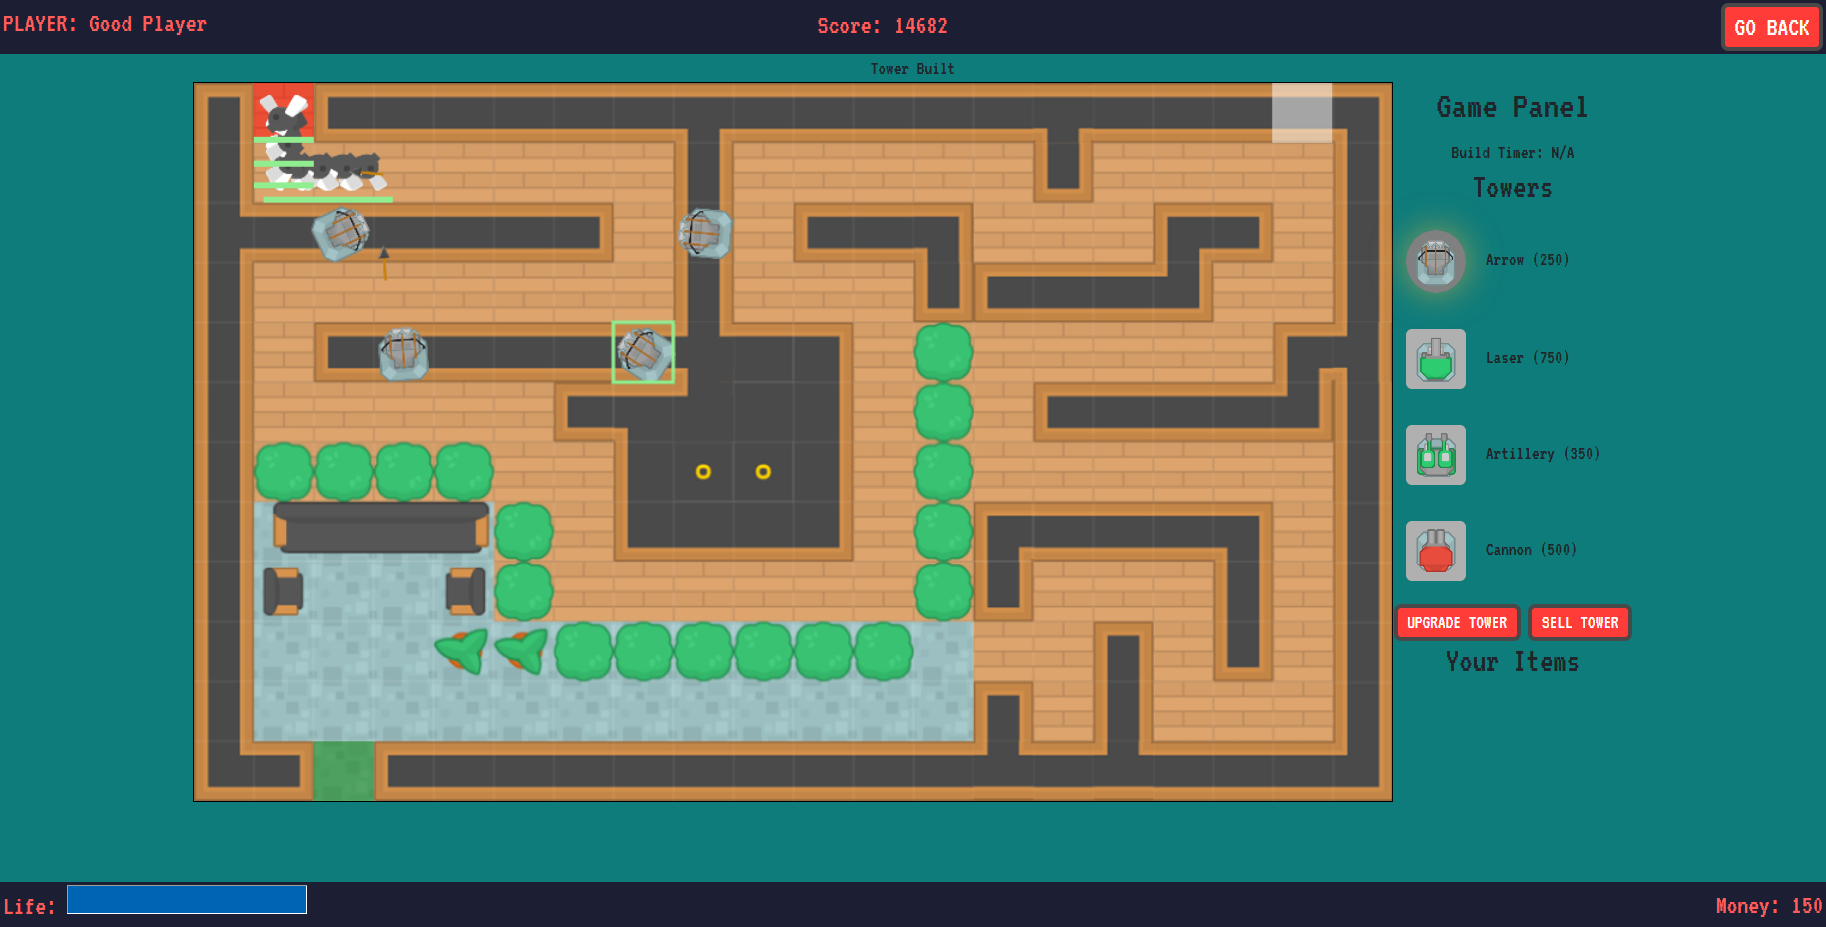 PLAYER: Good Player
Score: 14682
GO BACK
Tower Built
Game Panel
Build Timer: N/A
Towers
Arrow (250)
Laser (750)
Artillery (350)
Cannon (500)
UPGRADE TOWER
SELL TOWER
Your Items
Life:
Money: 150